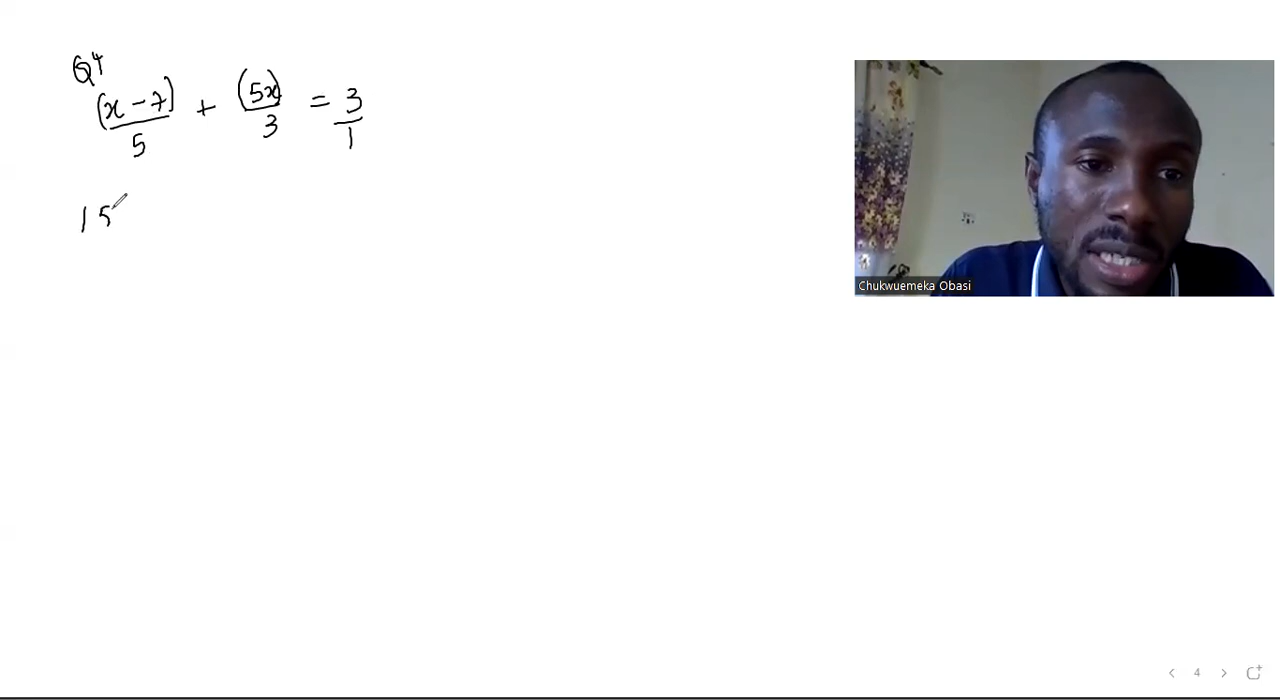 Q4
(x - 7)/5 + (5x)/3 = 3/1
15
Chukwuemeka Obasi
4